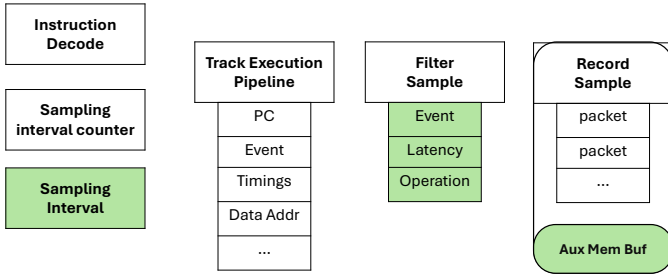 Instruction
Decode
Sampling
interval counter
Sampling
Interval
Track Execution
Pipeline
PC
Event
Timings
Data Addr
...
Filter
Sample
Event
Latency
Operation
Record
Sample
packet
packet
...
Aux Mem Buf